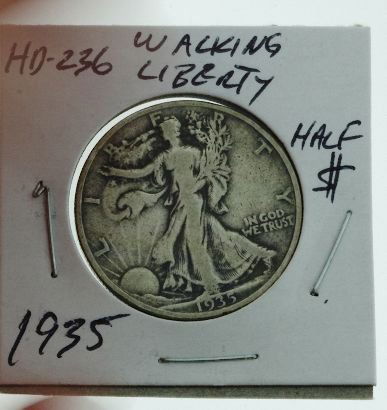 HD-236 WALKING
LIBERTY
HALF
$
LIBERTY
IN GOD
WE TRUST
1935
1935